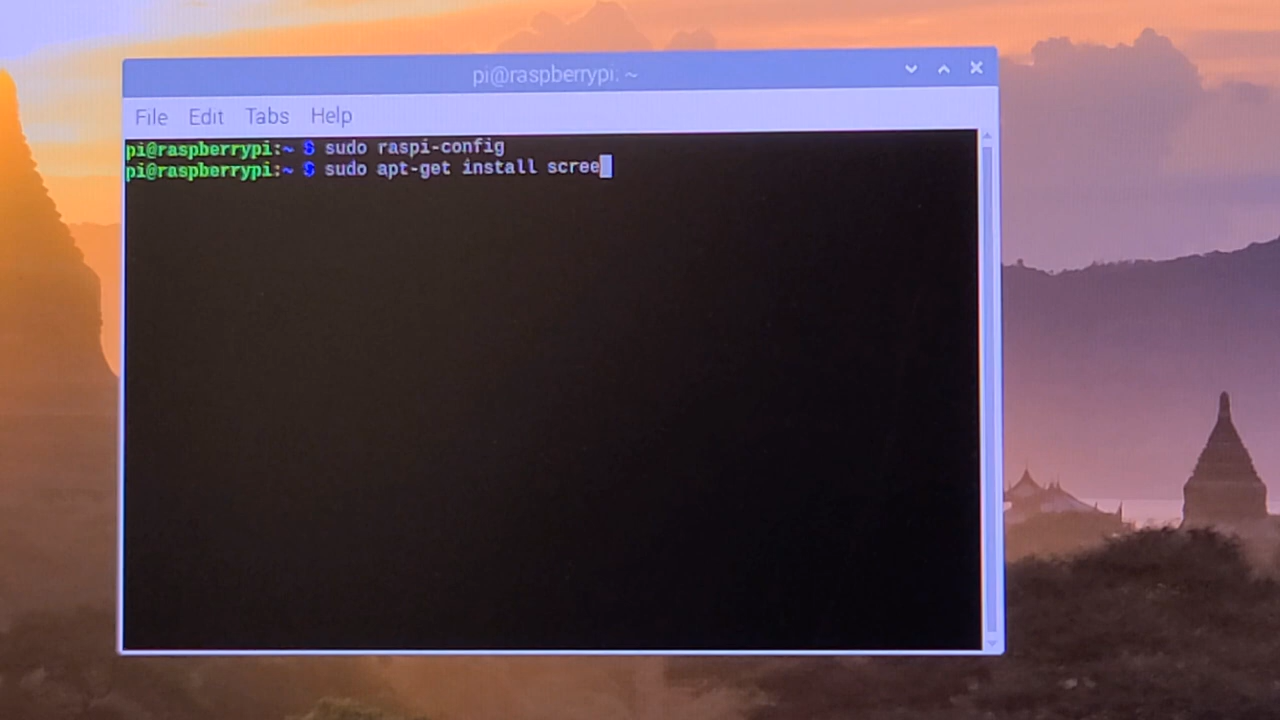 pi@raspberrypi: ~
File Edit Tabs Help
pi@raspberrypi:~ $ sudo raspi-config
pi@raspberrypi:~ $ sudo apt-get install scree